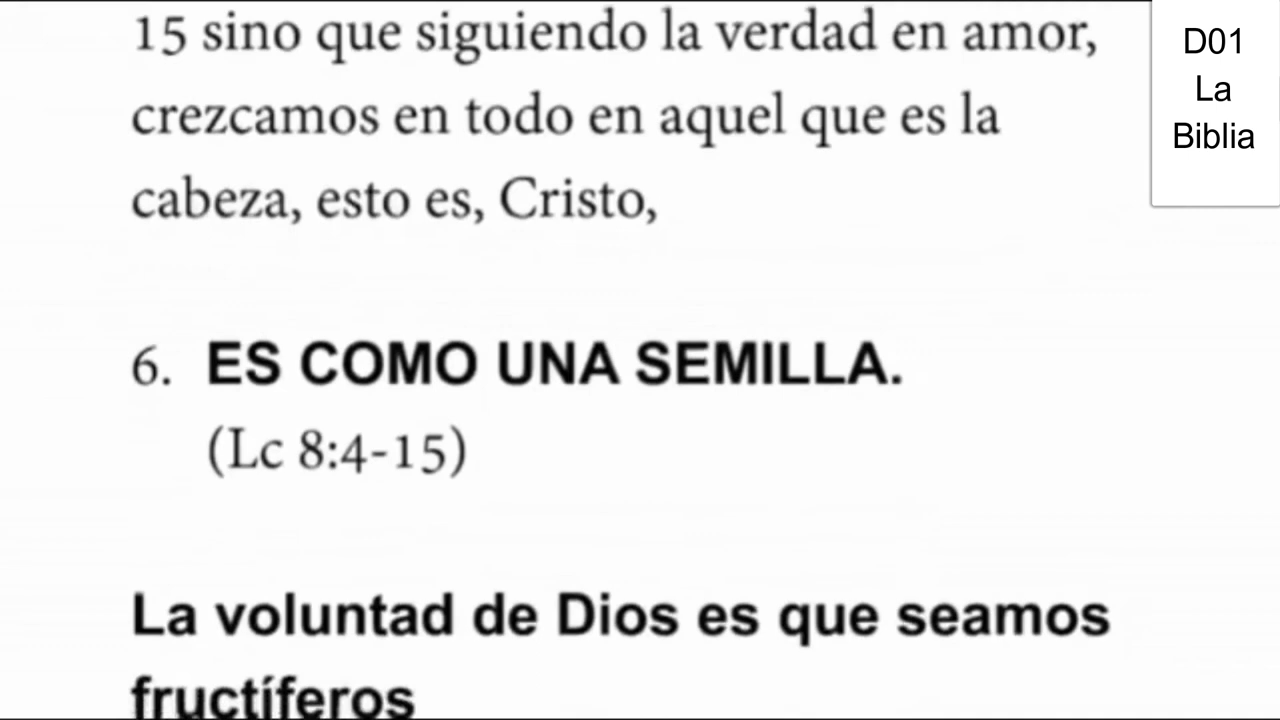 15 sino que siguiendo la verdad en amor,
crezcamos en todo en aquel que es la
cabeza, esto es, Cristo,
6. ES COMO UNA SEMILLA.
(Lc 8:4-15)
La voluntad de Dios es que seamos
fructíferos
D01
La
Biblia